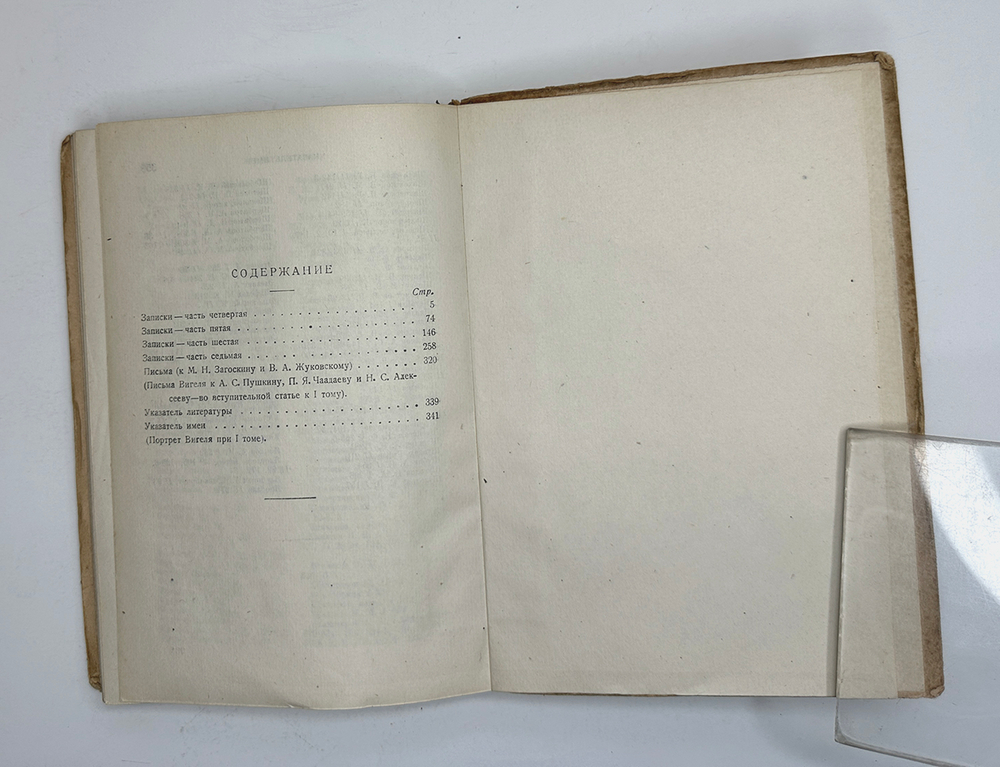 СОДЕРЖАНИЕ
Стр.
Записки — часть четвертая . . . . . . . . . . . . . . . 5
Записки — часть пятая . . . . . . . . . . . . . . . . 74
Записки — часть шестая . . . . . . . . . . . . . . . 146
Записки — часть седьмая . . . . . . . . . . . . . . . 258
Письма (к М. Н. Загоскину и В. А. Жуковскому) . . . . . . . 320
(Письма Вигеля к А. С. Пушкину, П. Я. Чаадаеву и Н. С. Алек-
сееву—во вступительной статье к I тому).
Указатель литературы . . . . . . . . . . . . . . . . 339
Указатель имен . . . . . . . . . . . . . . . . . . 341
(Портрет Вигеля при I томе).